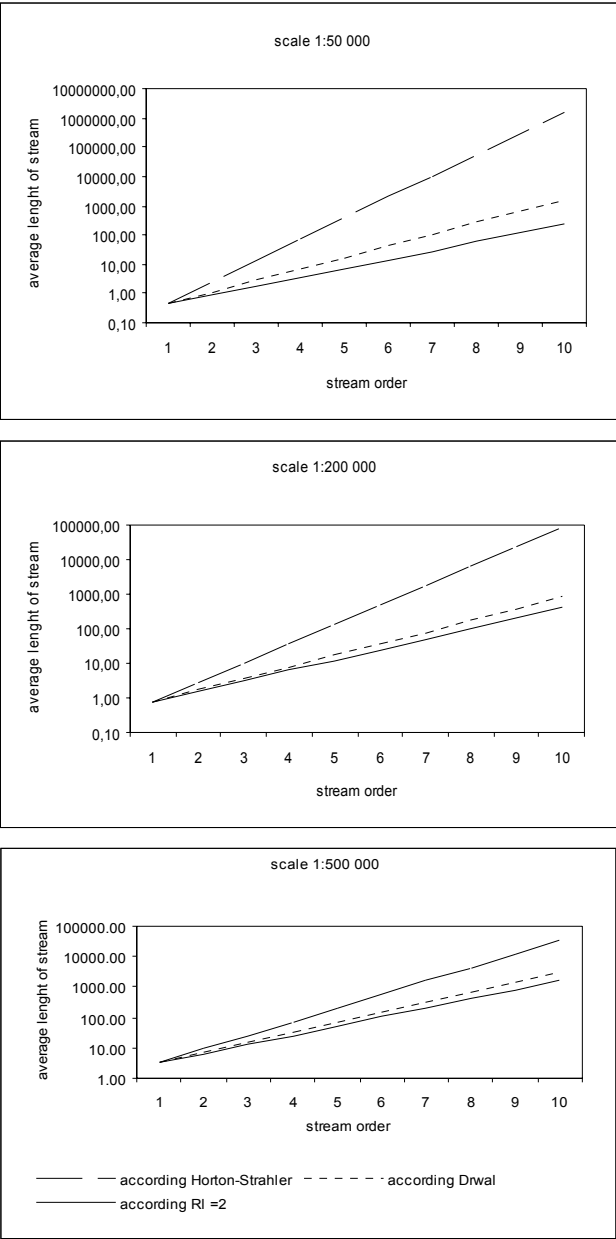 scale 1:50 000
average lenght of stream
10000000,00
1000000,00
100000,00
10000,00
1000,00
100,00
10,00
1,00
0,10
1 2 3 4 5 6 7 8 9 10
stream order
scale 1:200 000
average lenght of stream
100000,00
10000,00
1000,00
100,00
10,00
1,00
0,10
1 2 3 4 5 6 7 8 9 10
stream order
scale 1:500 000
average lenght of stream
100000.00
10000.00
1000.00
100.00
10.00
1.00
1 2 3 4 5 6 7 8 9 10
stream order
according Horton-Strahler according Drwal
according Rl =2